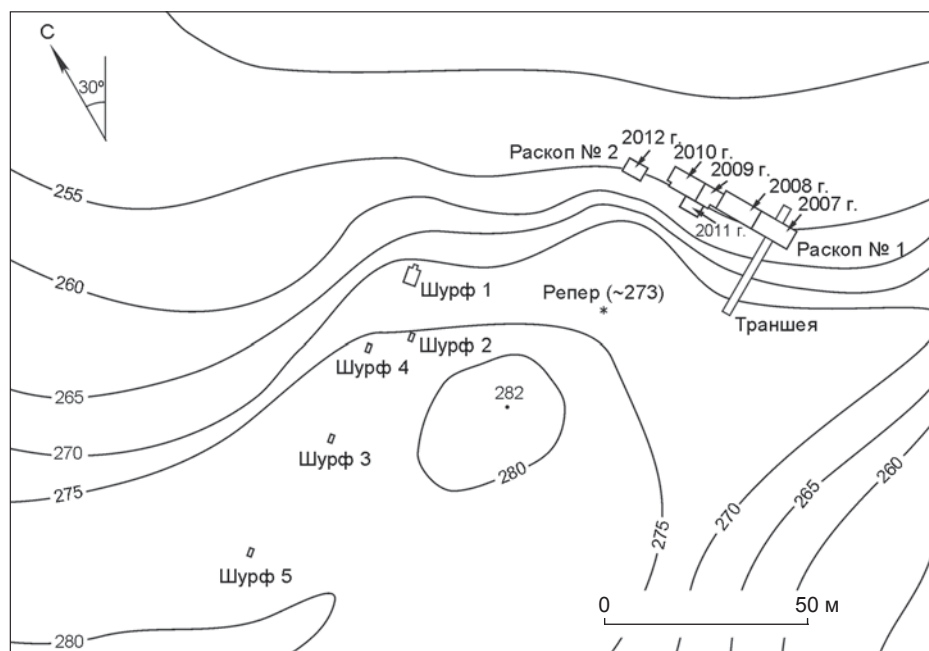 С
30°
2012 г.
Раскоп № 2
2010 г.
2009 г.
2008 г.
2007 г.
2011 г.
Раскоп № 1
255
260
Шурф 1
Репер (~273)
Траншея
Шурф 2
Шурф 4
265
282
270
Шурф 3
280
275
260
265
270
275
Шурф 5
0 50 м
280